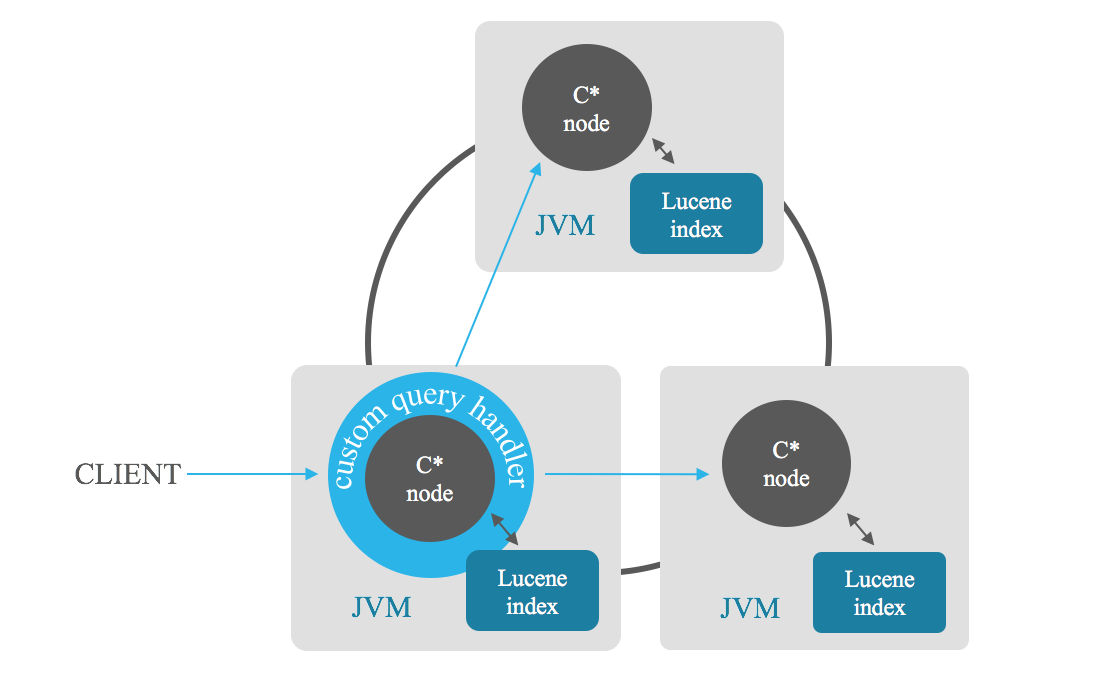 C*
node
Lucene
index
JVM
CLIENT
custom query handler
C*
node
Lucene
index
JVM
C*
node
Lucene
index
JVM